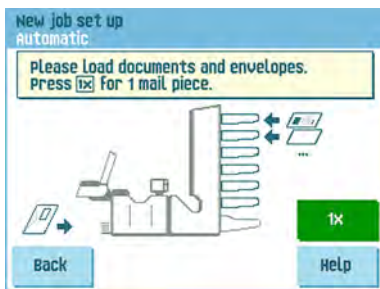 New job set up
Automatic
Please load documents and envelopes.
Press 1x for 1 mail piece.
...
1x
Back
Help